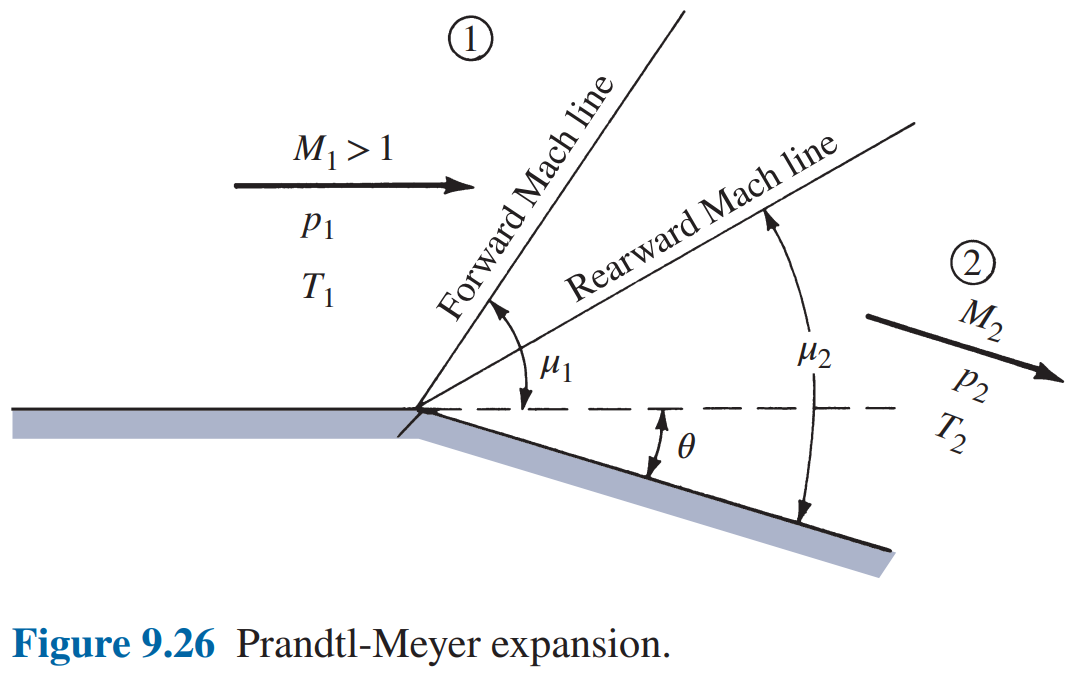 ①
M₁ > 1
p₁
T₁
Forward Mach line
Rearward Mach line
μ₁
μ₂
θ
②
M₂
p₂
T₂
Figure 9.26 Prandtl-Meyer expansion.